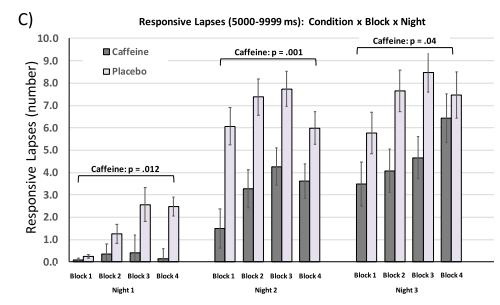 C)
Responsive Lapses (5000-9999 ms): Condition x Block x Night
Responsive Lapses (number)
10.0
9.0
8.0
7.0
6.0
5.0
4.0
3.0
2.0
1.0
0.0
Caffeine
Placebo
Caffeine: p = .012
Caffeine: p = .001
Caffeine: p = .04
Block 1 Block 2 Block 3 Block 4
Block 1 Block 2 Block 3 Block 4
Block 1 Block 2 Block 3 Block 4
Night 1
Night 2
Night 3